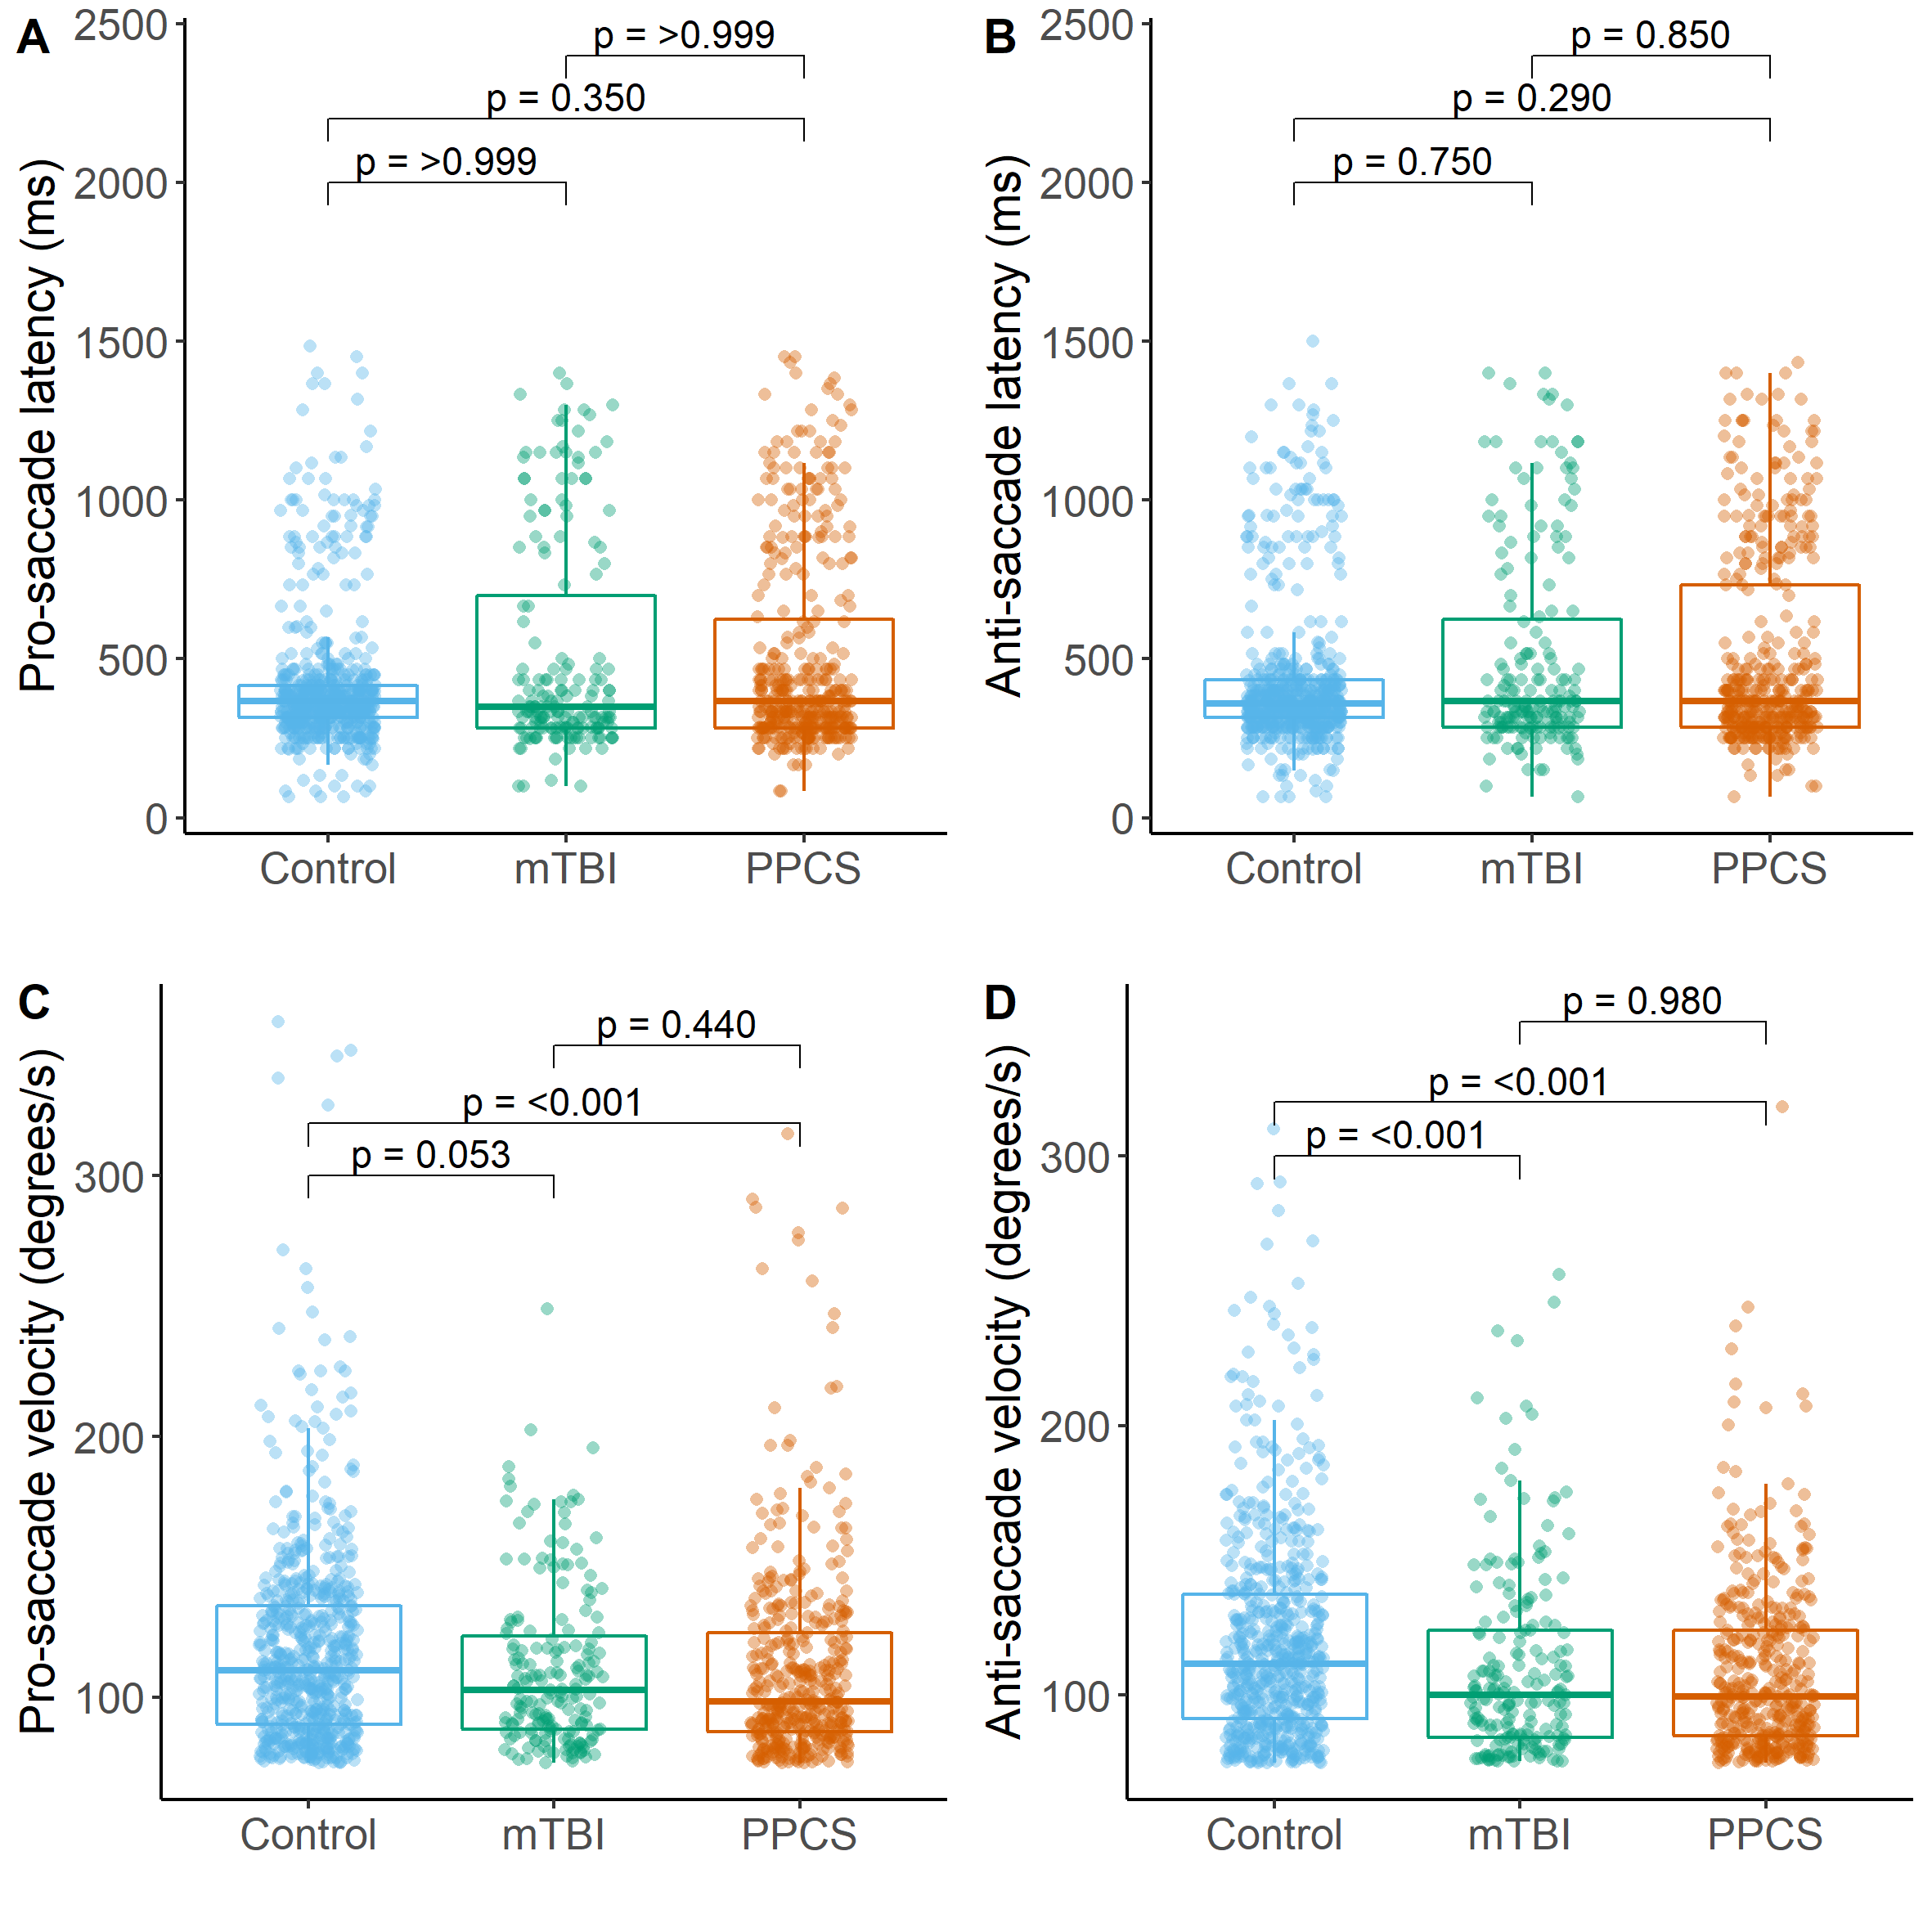 A
Pro-saccade latency (ms)
2500
2000
1500
1000
500
0
p = >0.999
p = 0.350
p = >0.999
Control mTBI PPCS
B
Anti-saccade latency (ms)
2500
2000
1500
1000
500
0
p = 0.850
p = 0.290
p = 0.750
Control mTBI PPCS
C
Pro-saccade velocity (degrees/s)
300
200
100
p = 0.440
p = <0.001
p = 0.053
Control mTBI PPCS
D
Anti-saccade velocity (degrees/s)
300
200
100
p = 0.980
p = <0.001
p = <0.001
Control mTBI PPCS